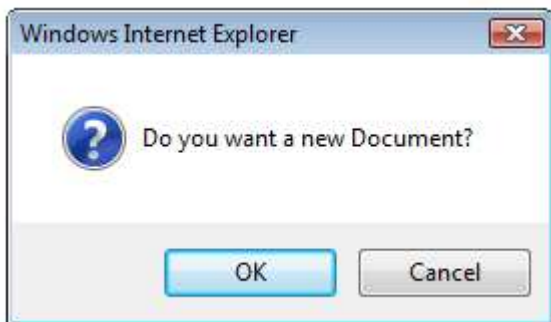 Windows Internet Explorer
Do you want a new Document?
OK
Cancel